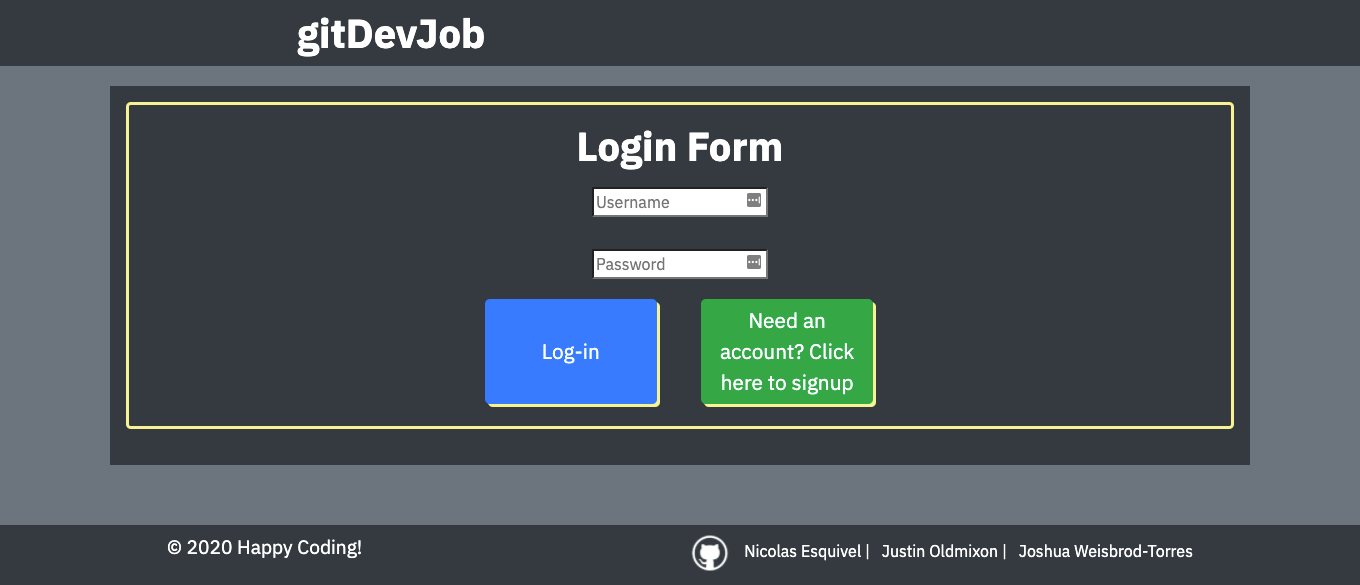 gitDevJob
Login Form
Username
Password
Log-in
Need an
account? Click
here to signup
© 2020 Happy Coding!
Nicolas Esquivel | Justin Oldmixon | Joshua Weisbrod-Torres